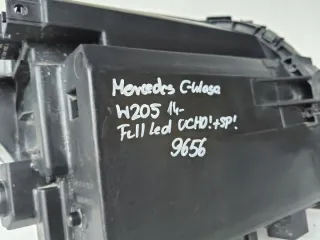 Mercedes C-klasa
W205 14-
Full Led UCHO!+SP!
9656